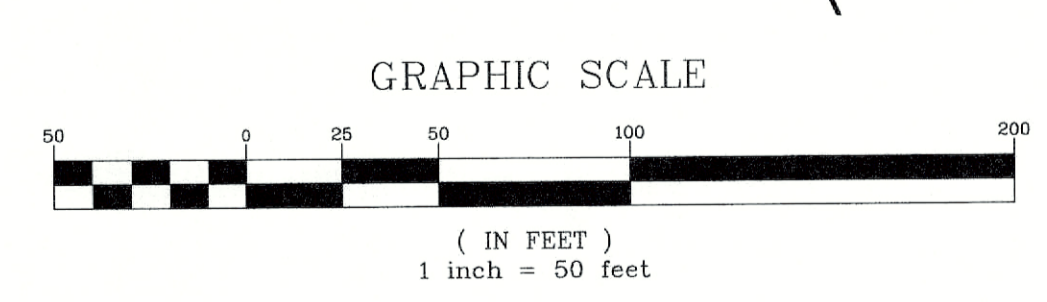 GRAPHIC SCALE
50 0 25 50 100 200
( IN FEET )
1 inch = 50 feet